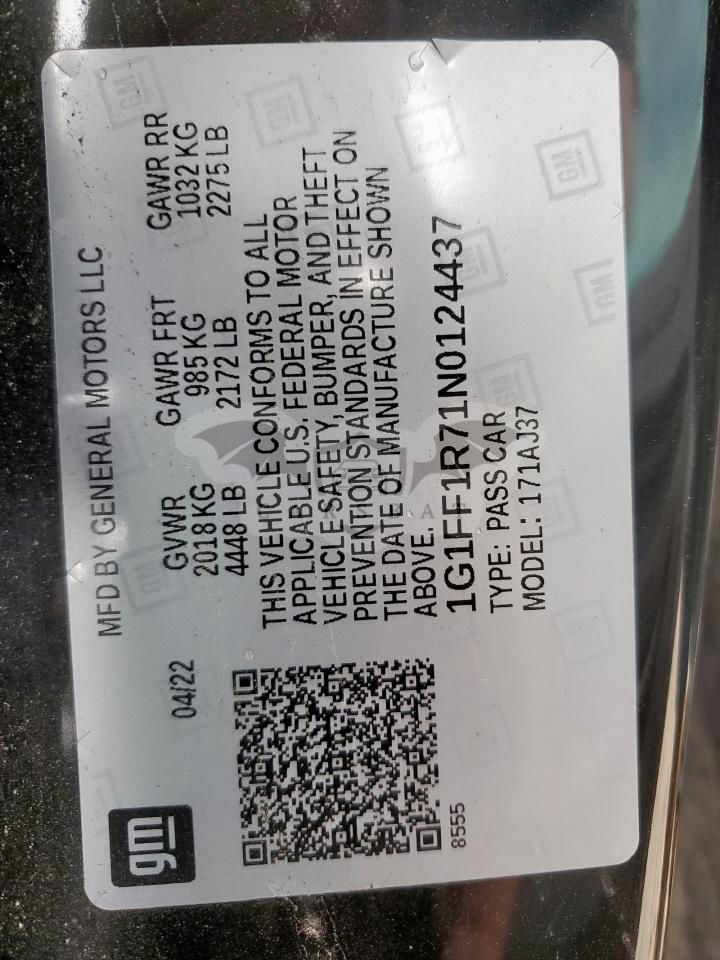 gm
MFD BY GENERAL MOTORS LLC
04/22
GVWR GAWR FRT GAWR RR
2018 KG 985 KG 1032 KG
4448 LB 2172 LB 2275 LB
THIS VEHICLE CONFORMS TO ALL
APPLICABLE U.S. FEDERAL MOTOR
VEHICLE SAFETY, BUMPER, AND THEFT
PREVENTION STANDARDS IN EFFECT ON
THE DATE OF MANUFACTURE SHOWN
ABOVE.
1G1FF1R71N0124437
TYPE: PASS CAR
MODEL: 171AJ37
8555